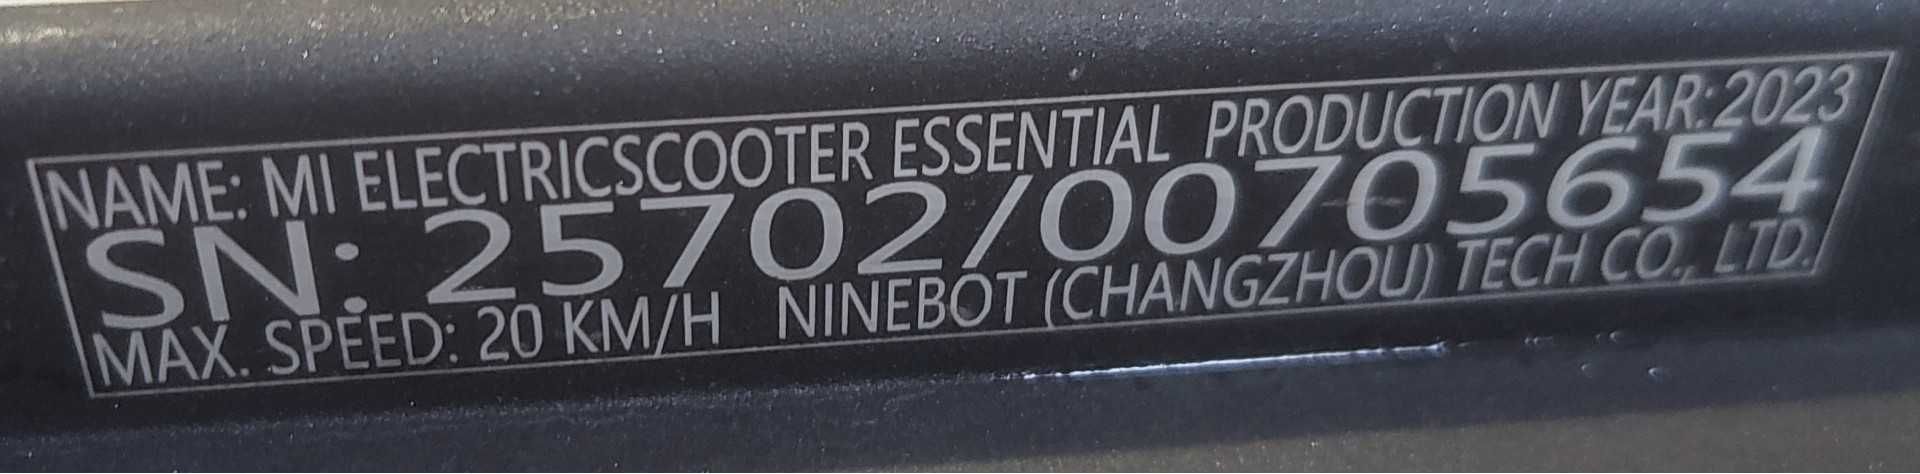 NAME: MI ELECTRICSCOOTER ESSENTIAL PRODUCTION YEAR:2023
SN: 25702/00705654
MAX. SPEED: 20 KM/H NINEBOT (CHANGZHOU) TECH CO., LTD.